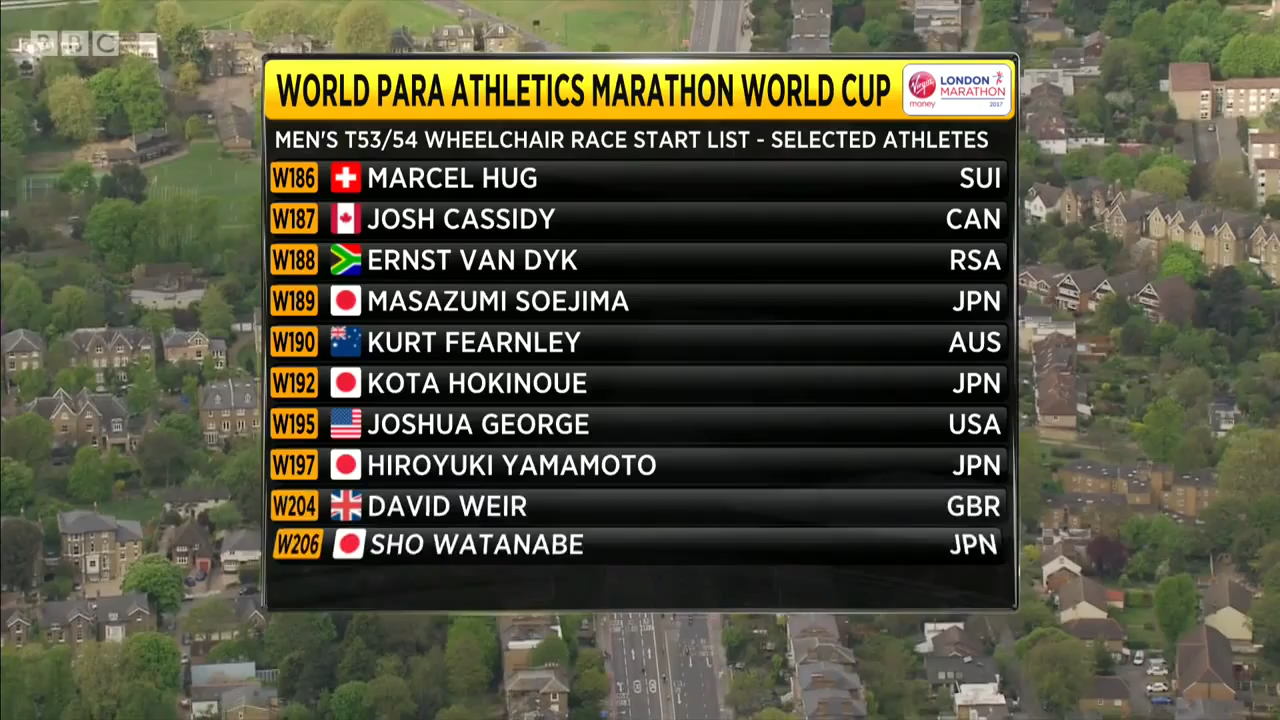 BBC
WORLD PARA ATHLETICS MARATHON WORLD CUP
Virgin money
LONDON MARATHON 2017
MEN'S T53/54 WHEELCHAIR RACE START LIST - SELECTED ATHLETES
W186 MARCEL HUG SUI
W187 JOSH CASSIDY CAN
W188 ERNST VAN DYK RSA
W189 MASAZUMI SOEJIMA JPN
W190 KURT FEARNLEY AUS
W192 KOTA HOKINOUE JPN
W195 JOSHUA GEORGE USA
W197 HIROYUKI YAMAMOTO JPN
W204 DAVID WEIR GBR
W206 SHO WATANABE JPN